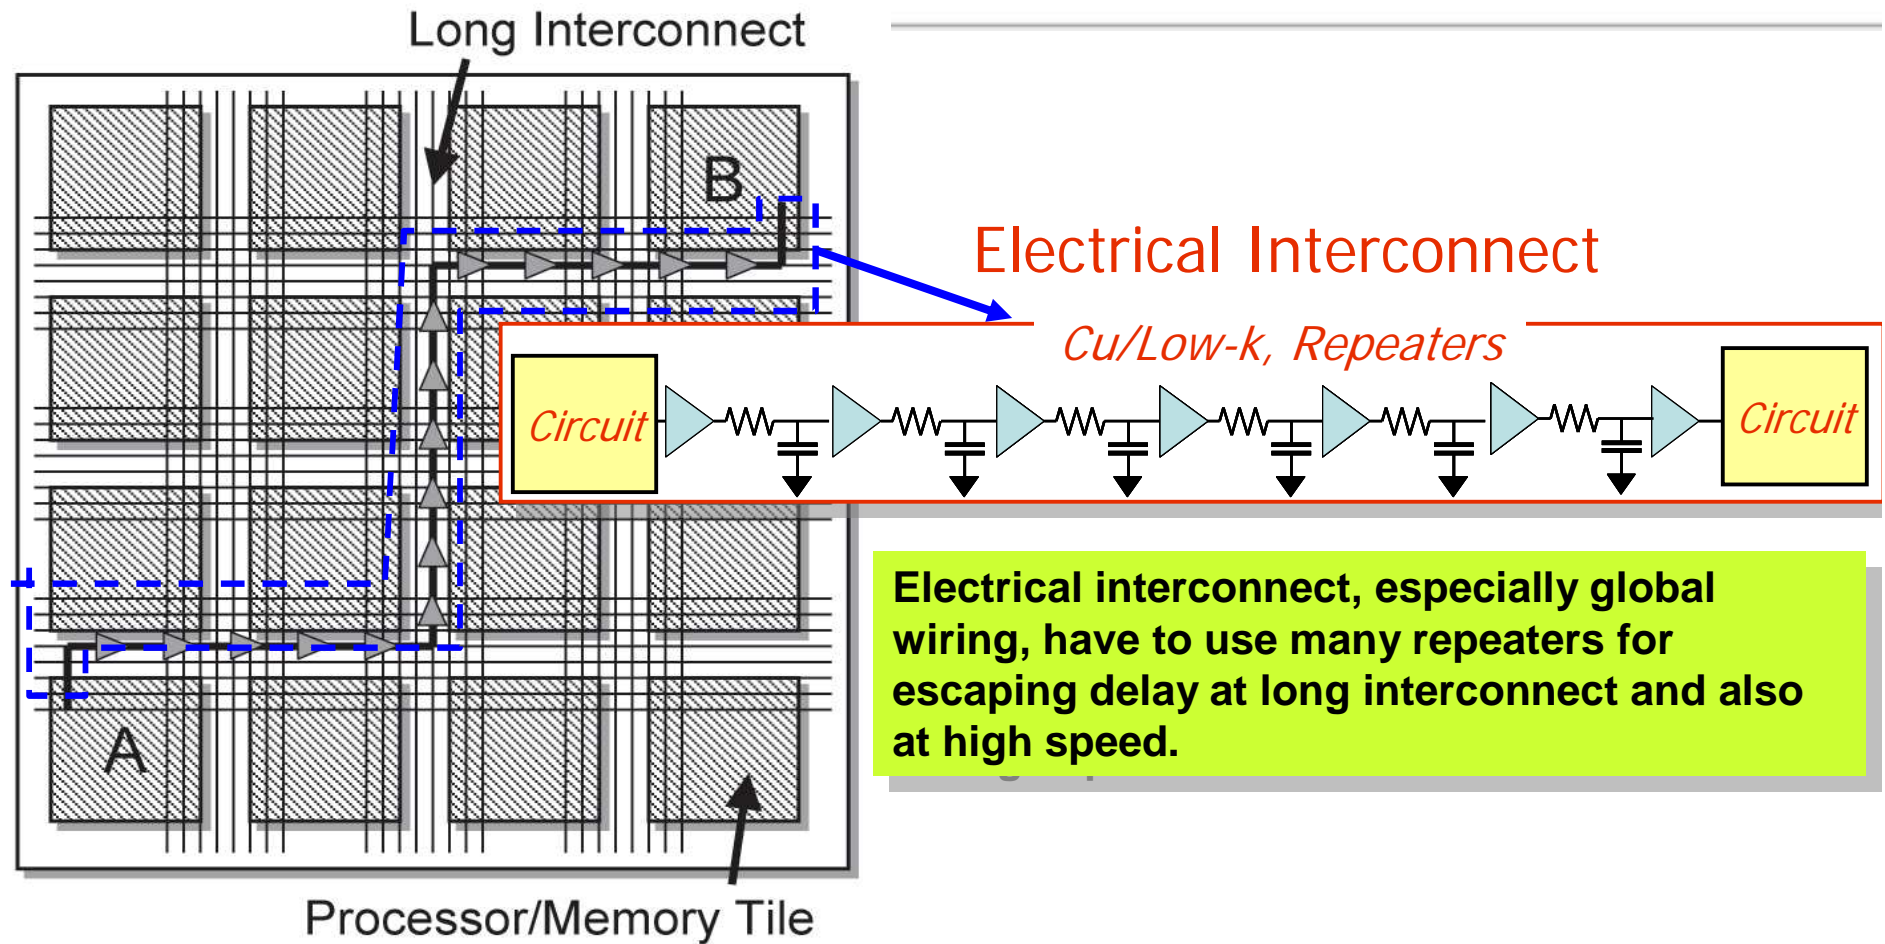 Long Interconnect
B
Electrical Interconnect
Cu/Low-k, Repeaters
Circuit
Circuit
Electrical interconnect, especially global
wiring, have to use many repeaters for
escaping delay at long interconnect and also
at high speed.
A
Processor/Memory Tile